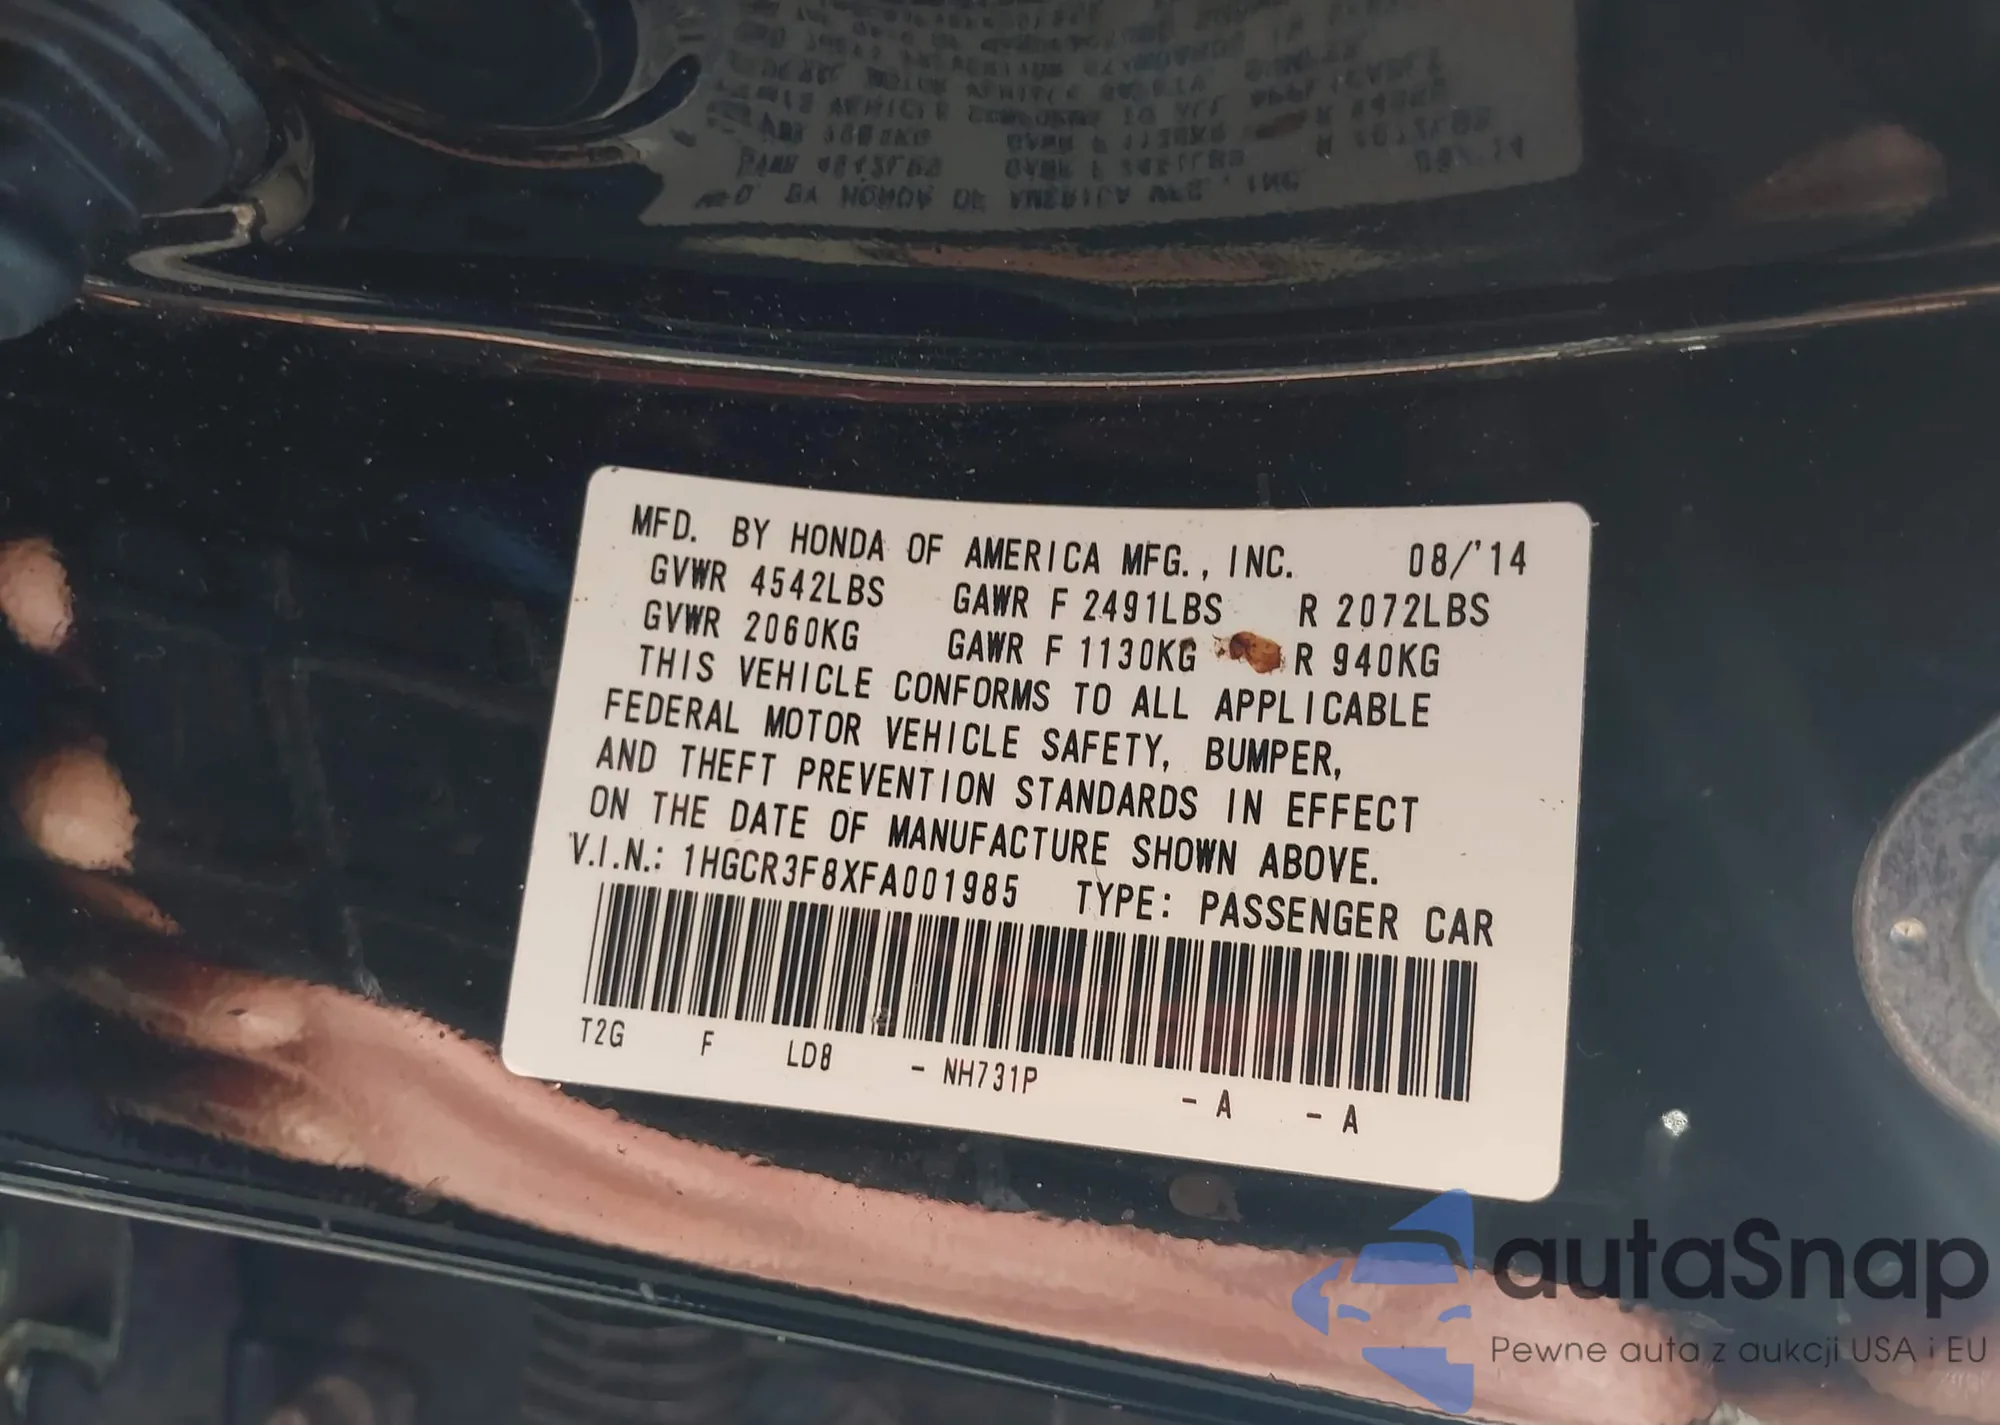 MFD. BY HONDA OF AMERICA MFG., INC. 08/'14
GVWR 4542LBS GAWR F 2491LBS R 2072LBS
GVWR 2060KG GAWR F 1130KG R 940KG
THIS VEHICLE CONFORMS TO ALL APPLICABLE
FEDERAL MOTOR VEHICLE SAFETY, BUMPER,
AND THEFT PREVENTION STANDARDS IN EFFECT
ON THE DATE OF MANUFACTURE SHOWN ABOVE.
V.I.N.: 1HGCR3F8XFA001985 TYPE: PASSENGER CAR
T2G F LD8 - NH731P - A - A
autaSnap
Pewne auta z aukcji USA i EU